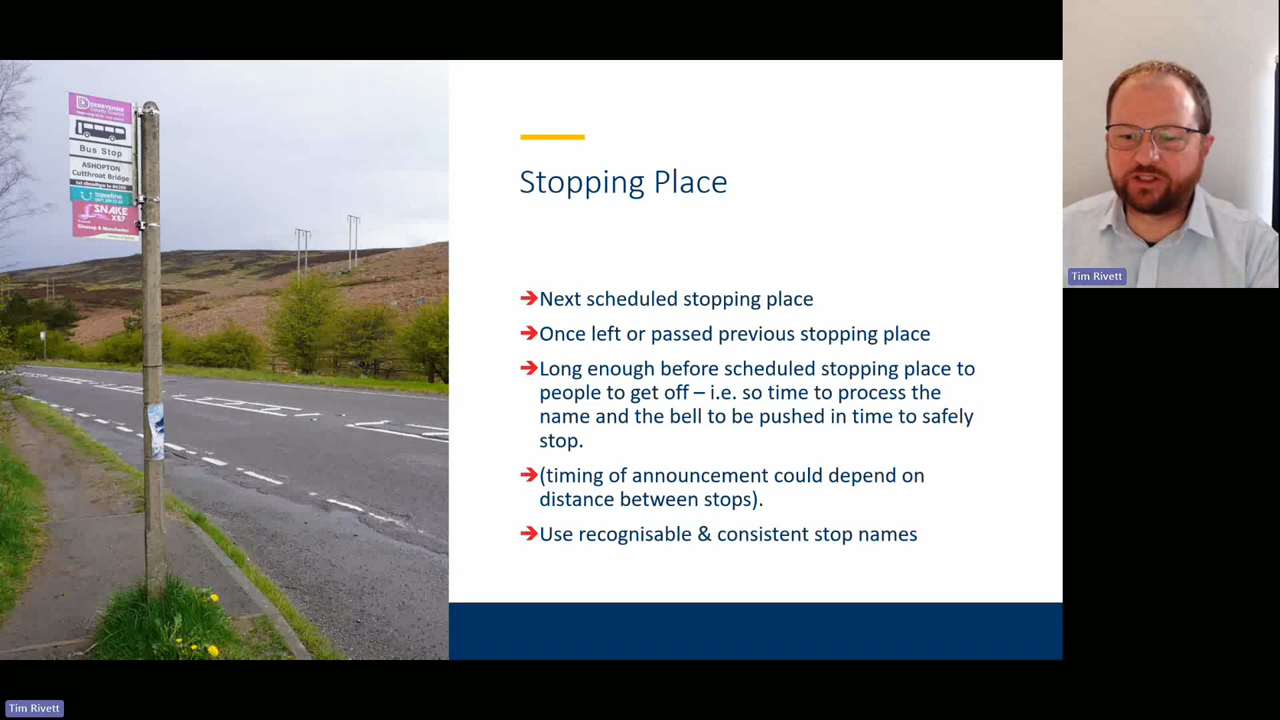 DERBYSHIRE
County Council
Bus Stop
ASHOPTON
Cutthroat Bridge
traveline
SNAKE
X57
Glossop & Manchester
Stopping Place
➔Next scheduled stopping place
➔Once left or passed previous stopping place
➔Long enough before scheduled stopping place to
people to get off – i.e. so time to process the
name and the bell to be pushed in time to safely
stop.
➔(timing of announcement could depend on
distance between stops).
➔Use recognisable & consistent stop names
Tim Rivett
Tim Rivett